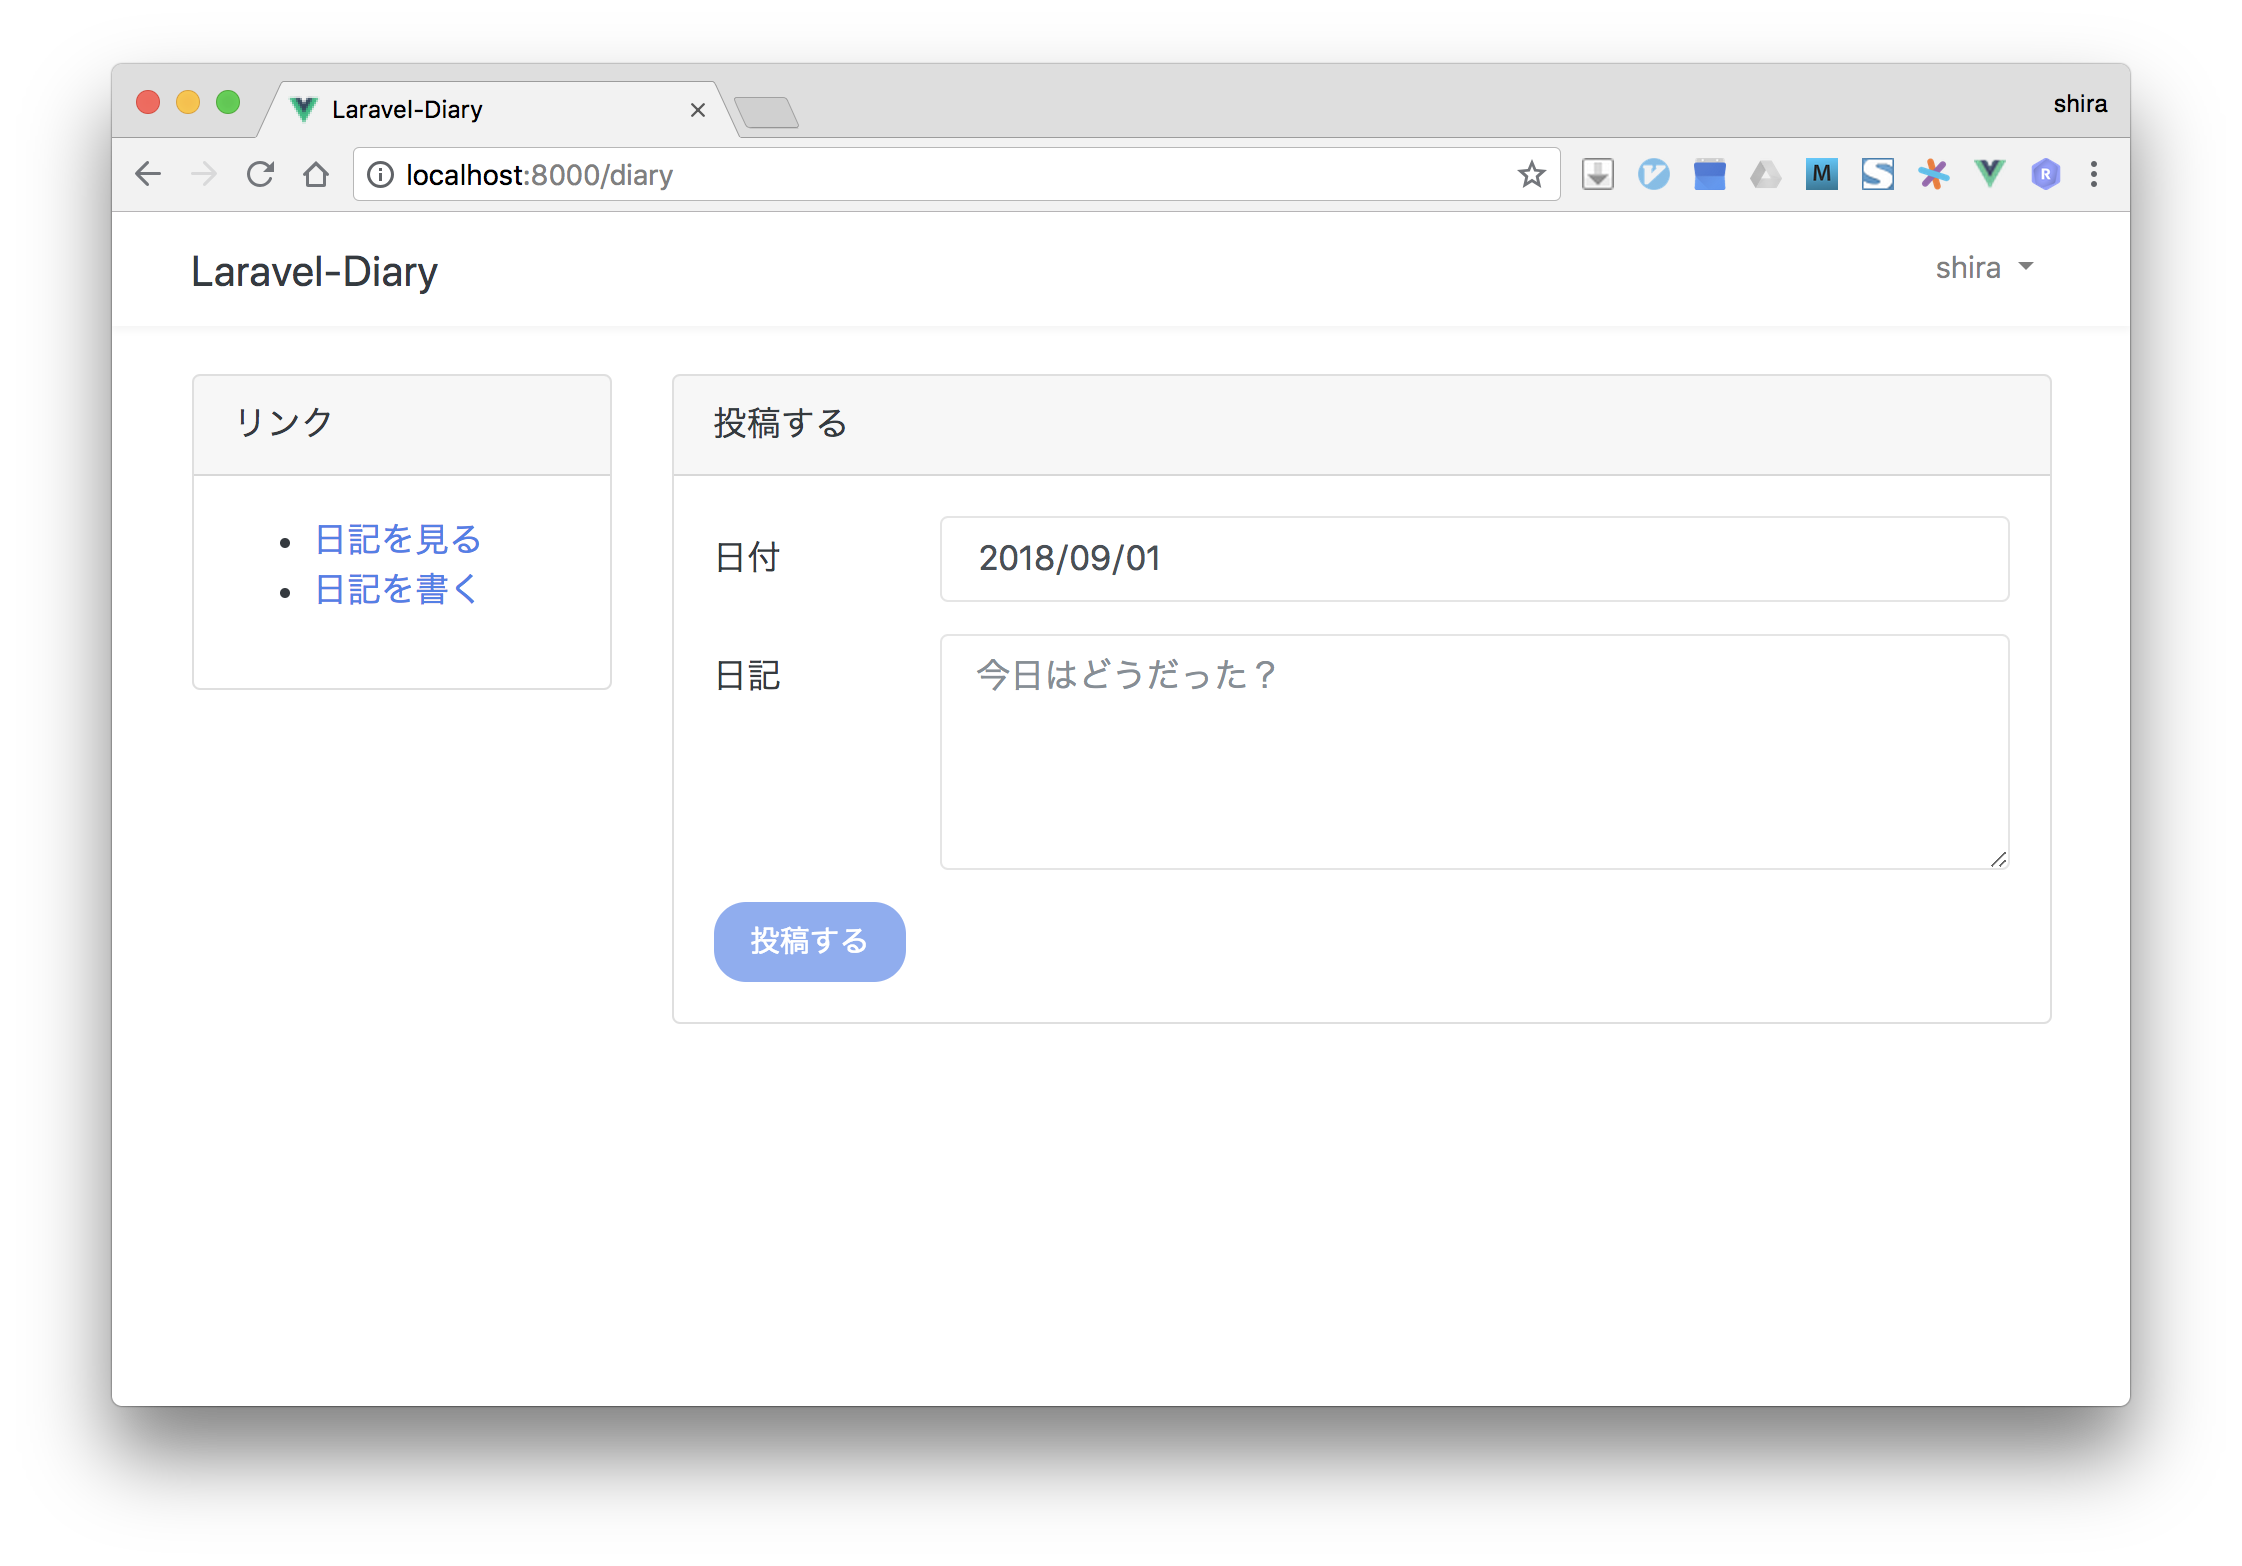 Laravel-Diary
shira
localhost:8000/diary
M
R
Laravel-Diary
shira
リンク
日記を見る
日記を書く
投稿する
日付
2018/09/01
日記
今日はどうだった？
投稿する